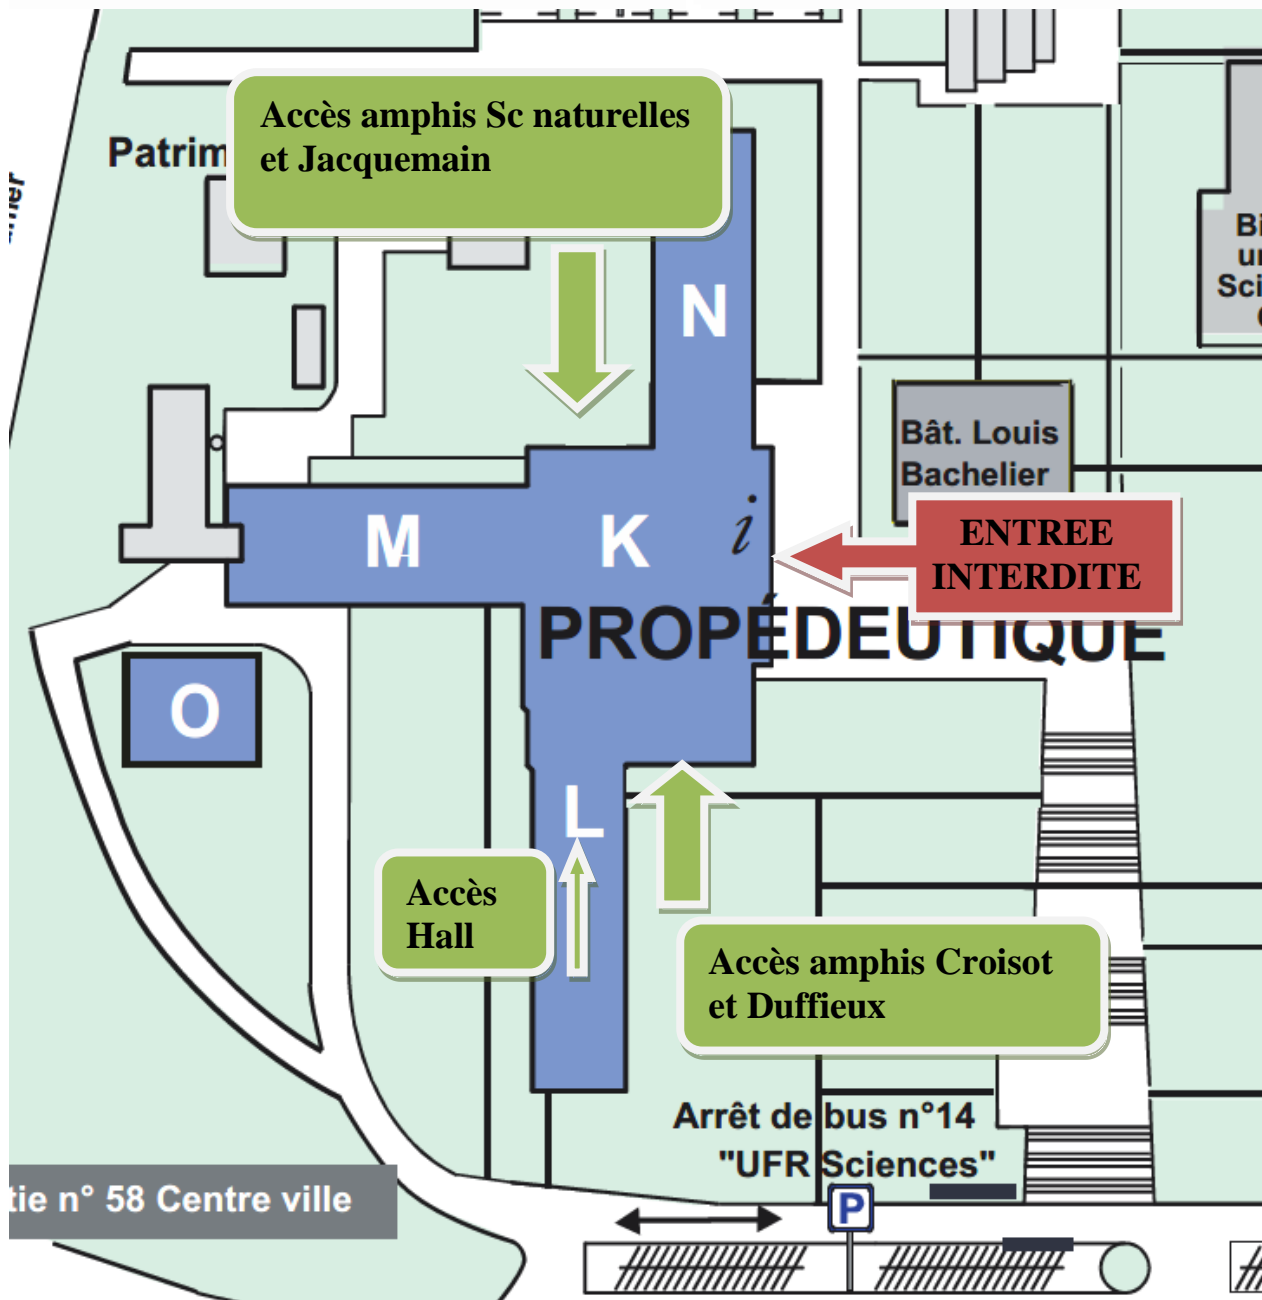 Accès amphis Sc naturelles
et Jacquemain
Patrim
N
Bât. Louis
Bachelier
M
K
i
ENTREE
INTERDITE
PROPÉDEUTIQUE
O
L
Accès
Hall
Accès amphis Croisot
et Duffieux
Arrêt de bus n°14
"UFR Sciences"
tie n° 58 Centre ville
P